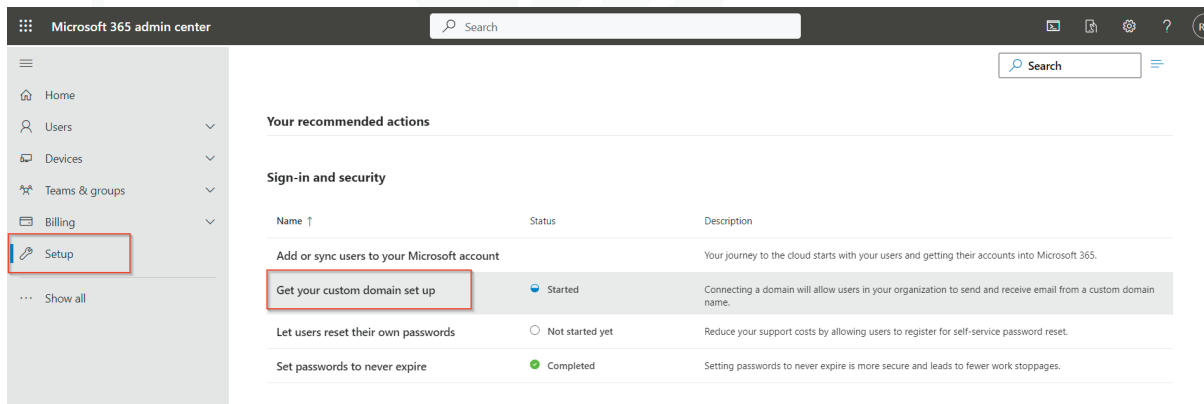 Microsoft 365 admin center
Search
?
R
Search
Home
Users
Devices
Teams & groups
Billing
Setup
Show all
Your recommended actions
Sign-in and security
Name ↑ Status Description
Add or sync users to your Microsoft account Your journey to the cloud starts with your users and getting their accounts into Microsoft 365.
Get your custom domain set up Started Connecting a domain will allow users in your organization to send and receive email from a custom domain
name.
Let users reset their own passwords Not started yet Reduce your support costs by allowing users to register for self-service password reset.
Set passwords to never expire Completed Setting passwords to never expire is more secure and leads to fewer work stoppages.